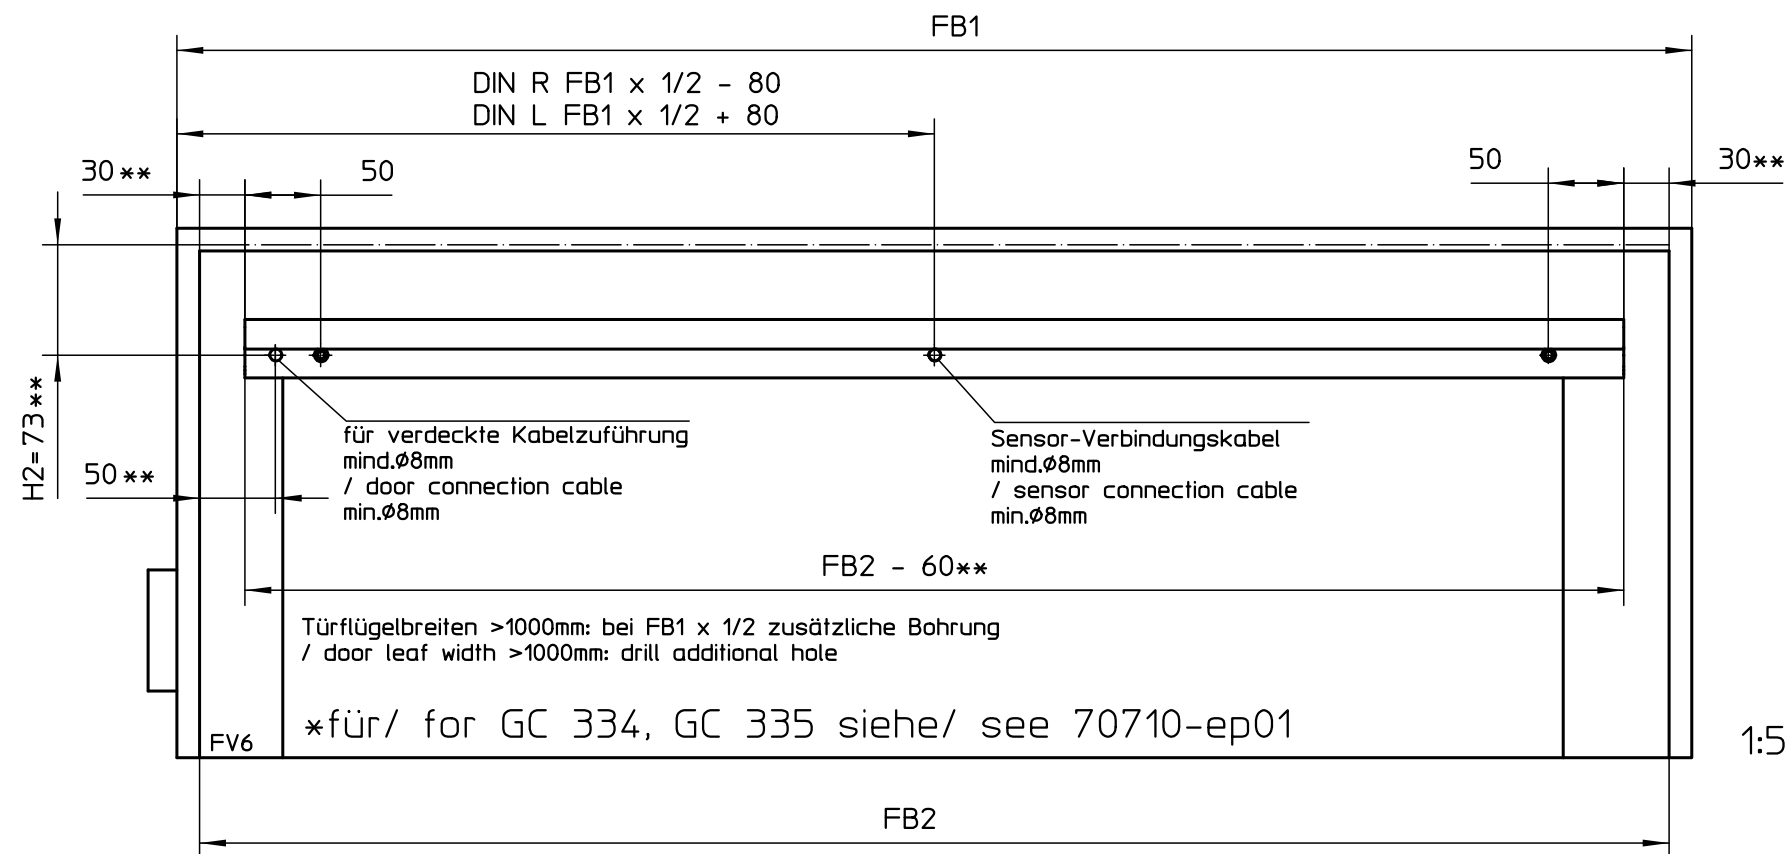 FB1
DIN R FB1 x 1/2 - 80
DIN L FB1 x 1/2 + 80
30**
50
50
30**
H2=73**
50**
für verdeckte Kabelzuführung
mind.Ø8mm
/ door connection cable
min.Ø8mm
Sensor-Verbindungskabel
mind.Ø8mm
/ sensor connection cable
min.Ø8mm
FB2 - 60**
Türflügelbreiten >1000mm: bei FB1 x 1/2 zusätzliche Bohrung
/ door leaf width >1000mm: drill additional hole
*für/ for GC 334, GC 335 siehe/ see 70710-ep01
FV6
1:5
FB2